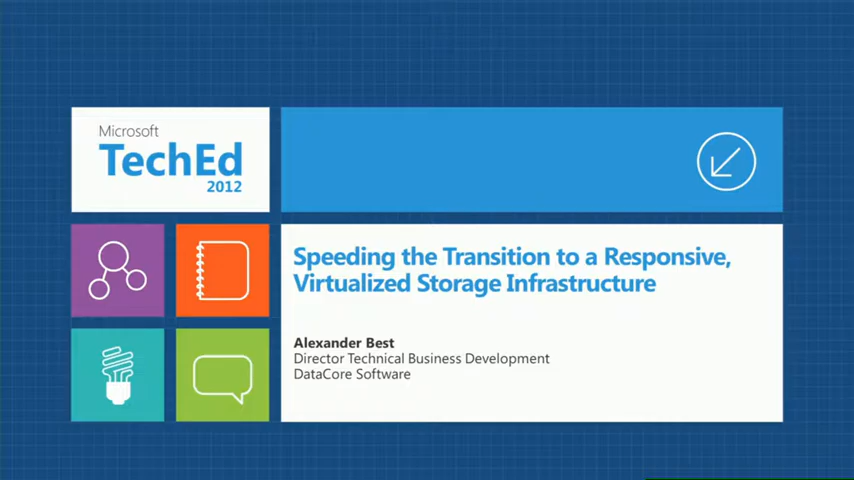 Microsoft
TechEd
2012
Speeding the Transition to a Responsive,
Virtualized Storage Infrastructure
Alexander Best
Director Technical Business Development
DataCore Software